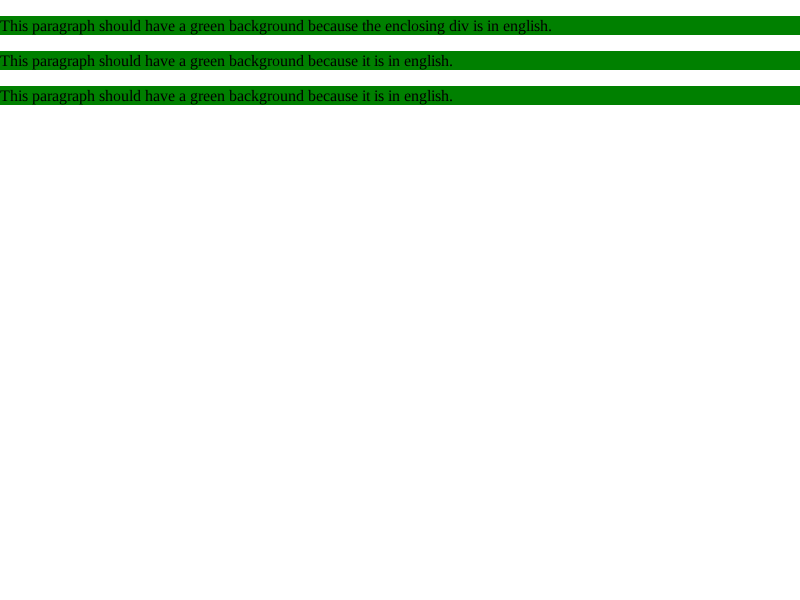 This paragraph should have a green background because the enclosing div is in english.
This paragraph should have a green background because it is in english.
This paragraph should have a green background because it is in english.